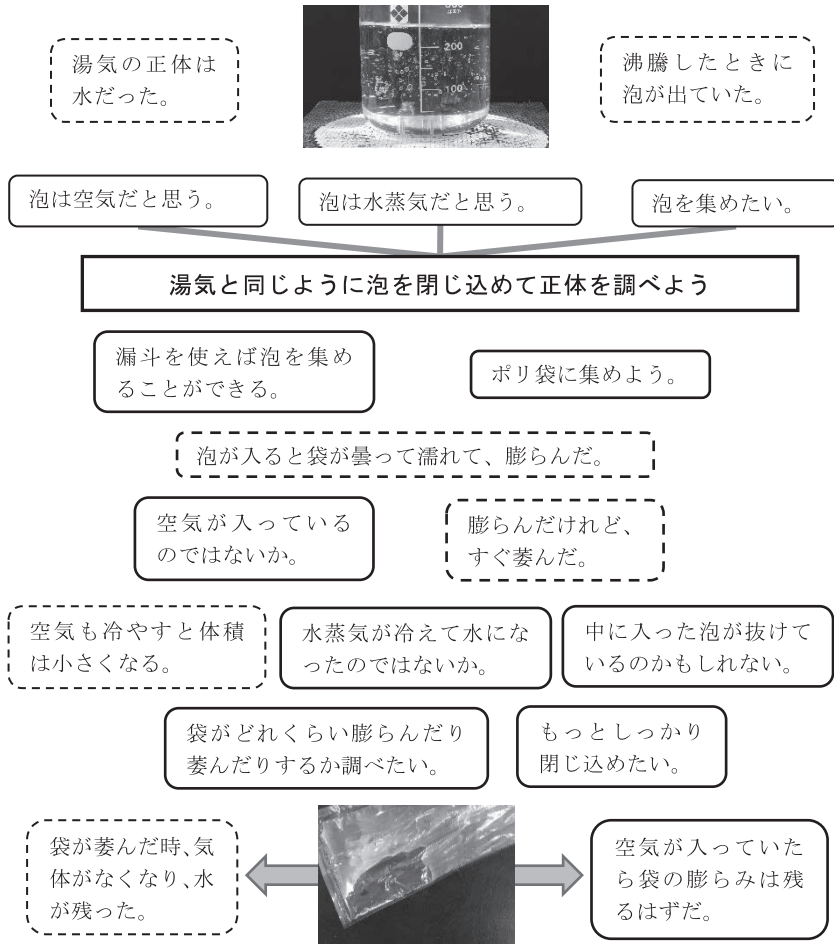 湯気の正体は
水だった。
200
100
沸騰したときに
泡が出ていた。
泡は空気だと思う。
泡は水蒸気だと思う。
泡を集めたい。
湯気と同じように泡を閉じ込めて正体を調べよう
漏斗を使えば泡を集め
ることができる。
ポリ袋に集めよう。
泡が入ると袋が曇って濡れて、膨らんだ。
空気が入っている
のではないか。
膨らんだけれど、
すぐ萎んだ。
空気も冷やすと体積
は小さくなる。
水蒸気が冷えて水にな
ったのではないか。
中に入った泡が抜けて
いるのかもしれない。
袋がどれくらい膨らんだり
萎んだりするか調べたい。
もっとしっかり
閉じ込めたい。
袋が萎んだ時、気
体がなくなり、水
が残った。
空気が入っていた
ら袋の膨らみは残
るはずだ。